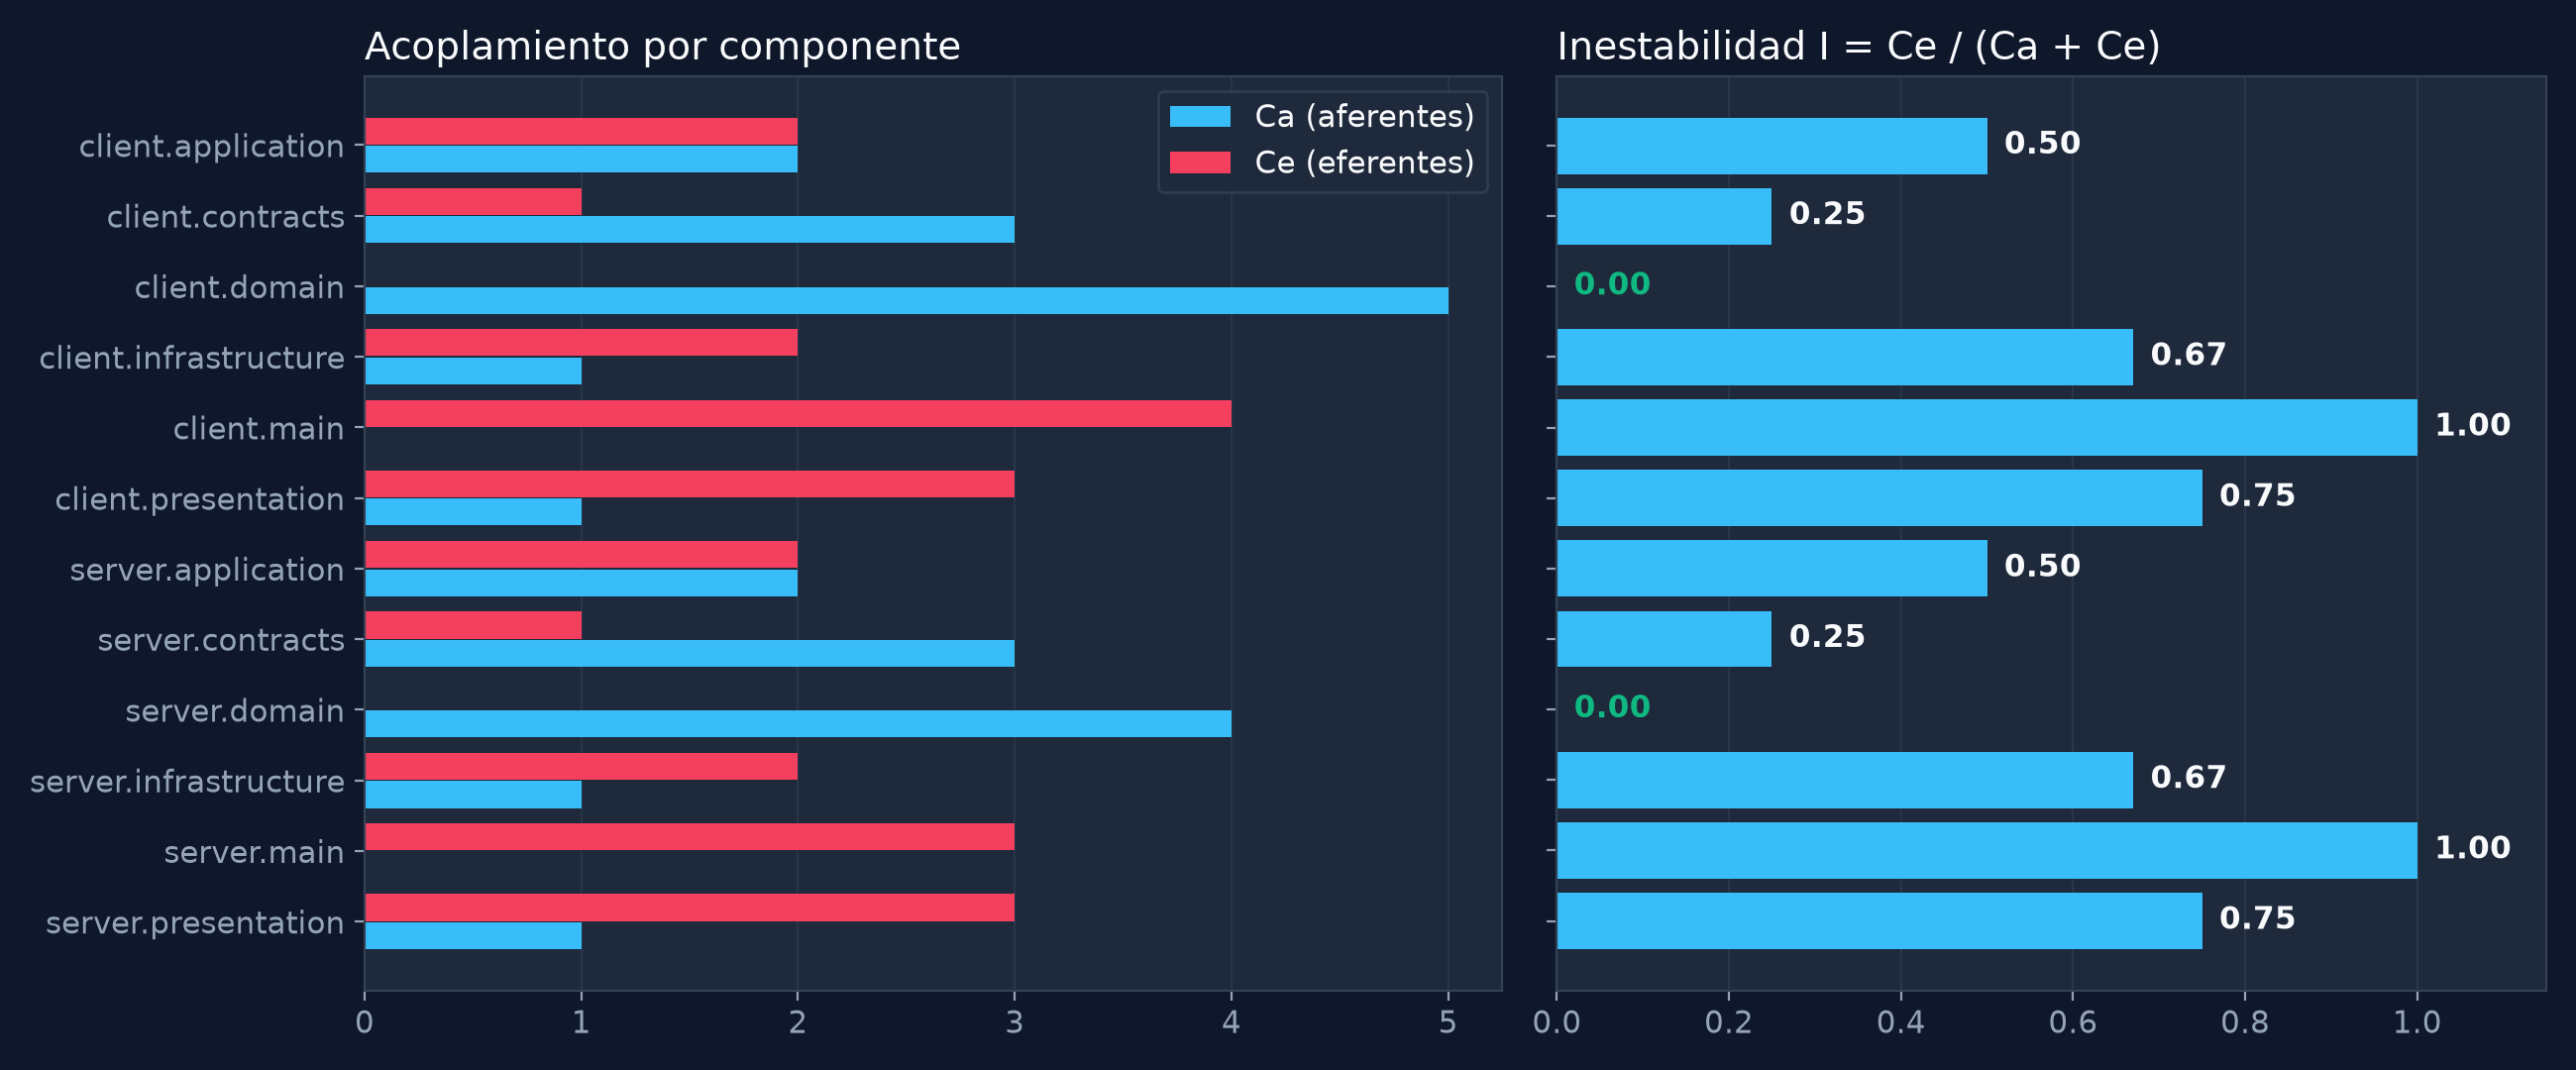 Acoplamiento por componente
Ca (aferentes)
Ce (eferentes)
client.application
client.contracts
client.domain
client.infrastructure
client.main
client.presentation
server.application
server.contracts
server.domain
server.infrastructure
server.main
server.presentation
0 1 2 3 4 5
Inestabilidad I = Ce / (Ca + Ce)
0.50
0.25
0.00
0.67
1.00
0.75
0.50
0.25
0.00
0.67
1.00
0.75
0.0 0.2 0.4 0.6 0.8 1.0